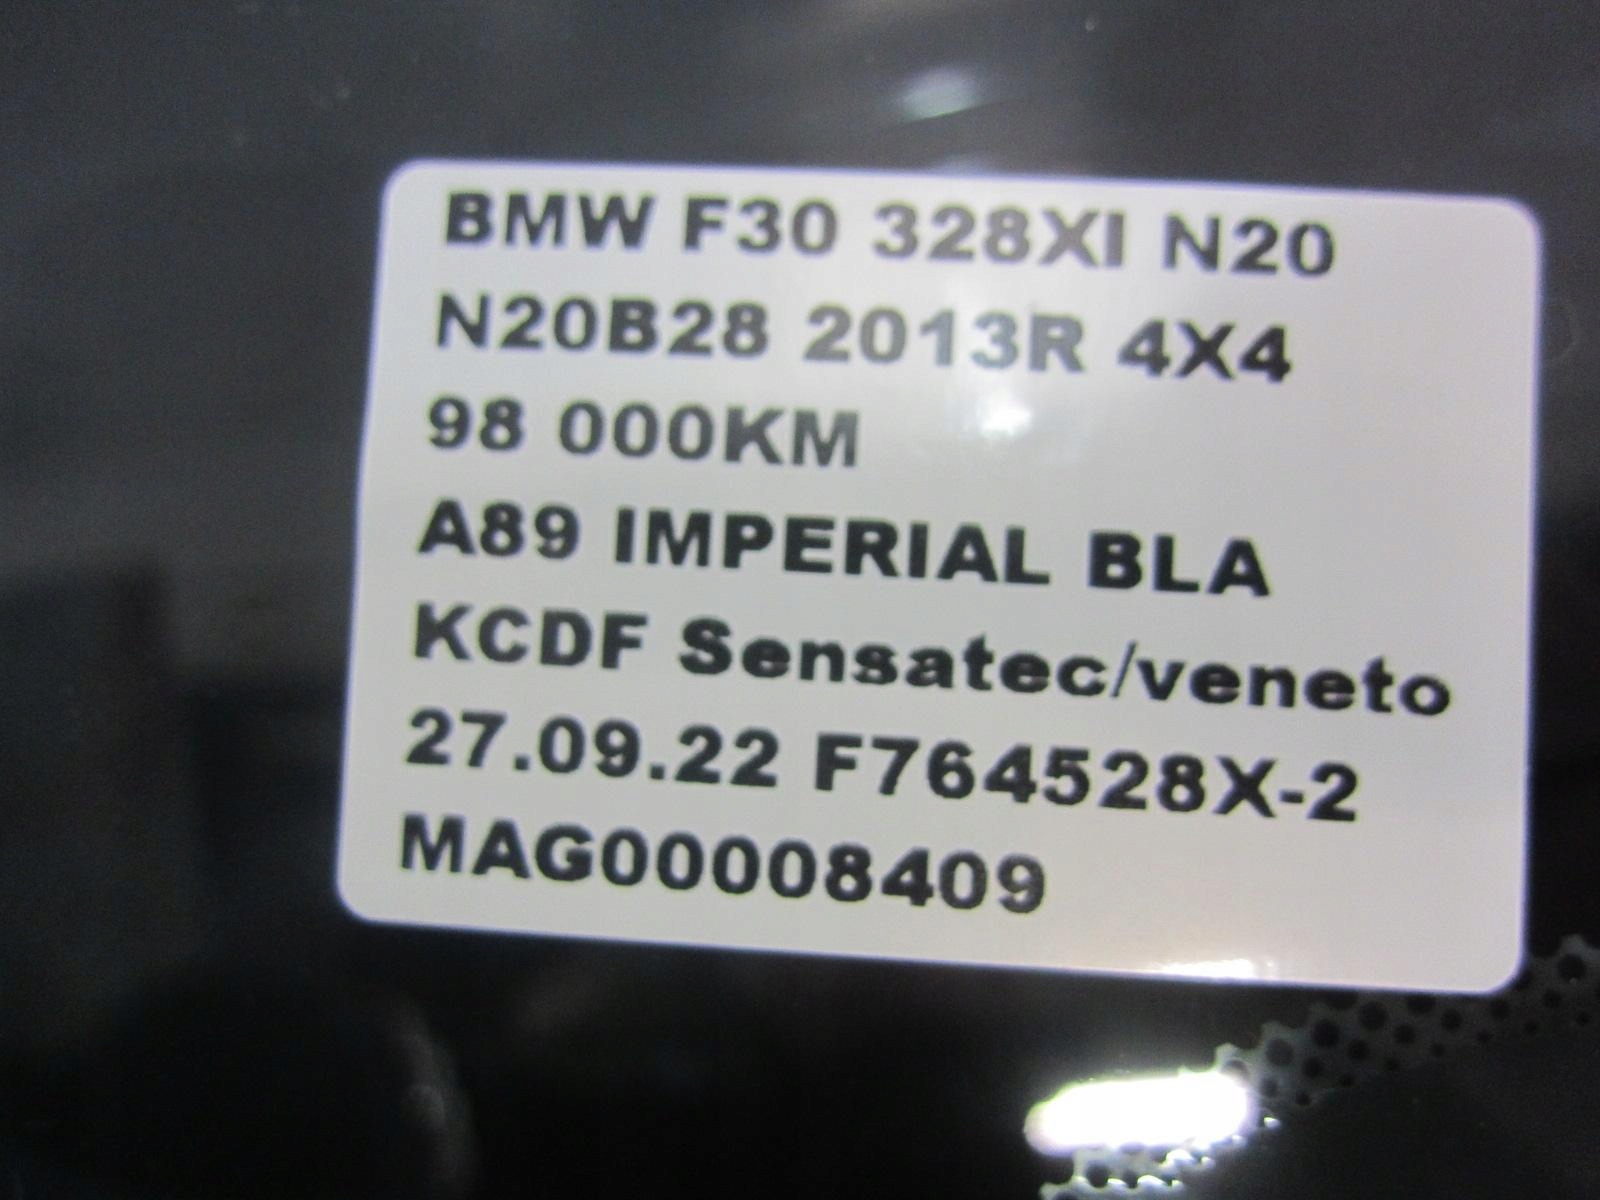 BMW F30 328XI N20
N20B28 2013R 4X4
98 000KM
A89 IMPERIAL BLA
KCDF Sensatec/veneto
27.09.22 F764528X-2
MAG00008409